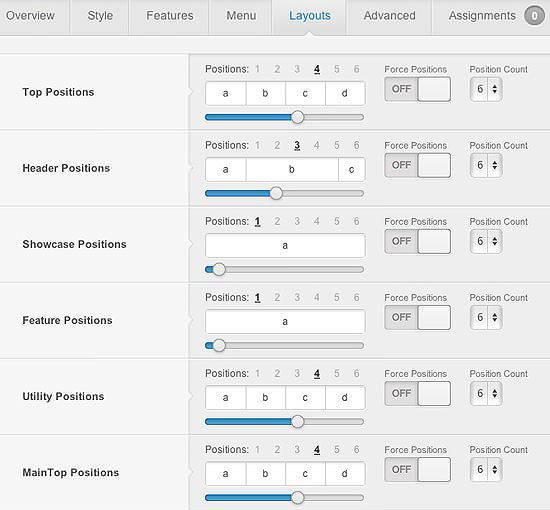 Overview Style Features Menu Layouts Advanced Assignments 0
Positions: 1 2 3 4 5 6 Force Positions Position Count
Top Positions a b c d OFF 6
Positions: 1 2 3 4 5 6 Force Positions Position Count
Header Positions a b c OFF 6
Positions: 1 2 3 4 5 6 Force Positions Position Count
Showcase Positions a OFF 6
Positions: 1 2 3 4 5 6 Force Positions Position Count
Feature Positions a OFF 6
Positions: 1 2 3 4 5 6 Force Positions Position Count
Utility Positions a b c d OFF 6
Positions: 1 2 3 4 5 6 Force Positions Position Count
MainTop Positions a b c d OFF 6